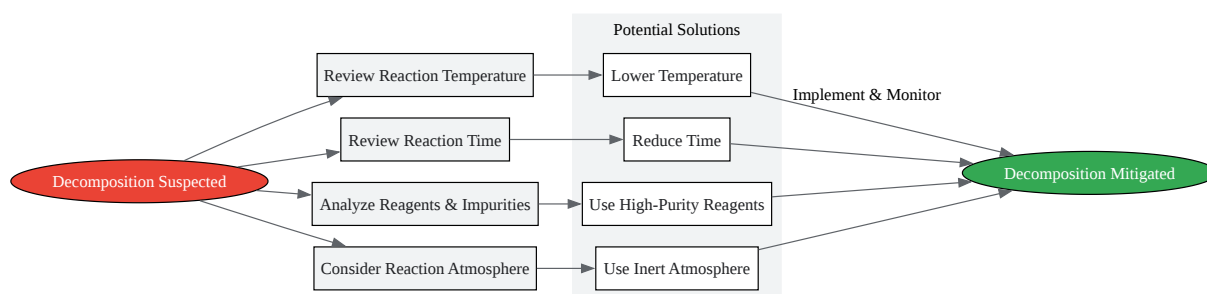 Potential Solutions
Review Reaction Temperature
Lower Temperature
Implement & Monitor
Review Reaction Time
Reduce Time
Decomposition Suspected
Decomposition Mitigated
Analyze Reagents & Impurities
Use High-Purity Reagents
Consider Reaction Atmosphere
Use Inert Atmosphere